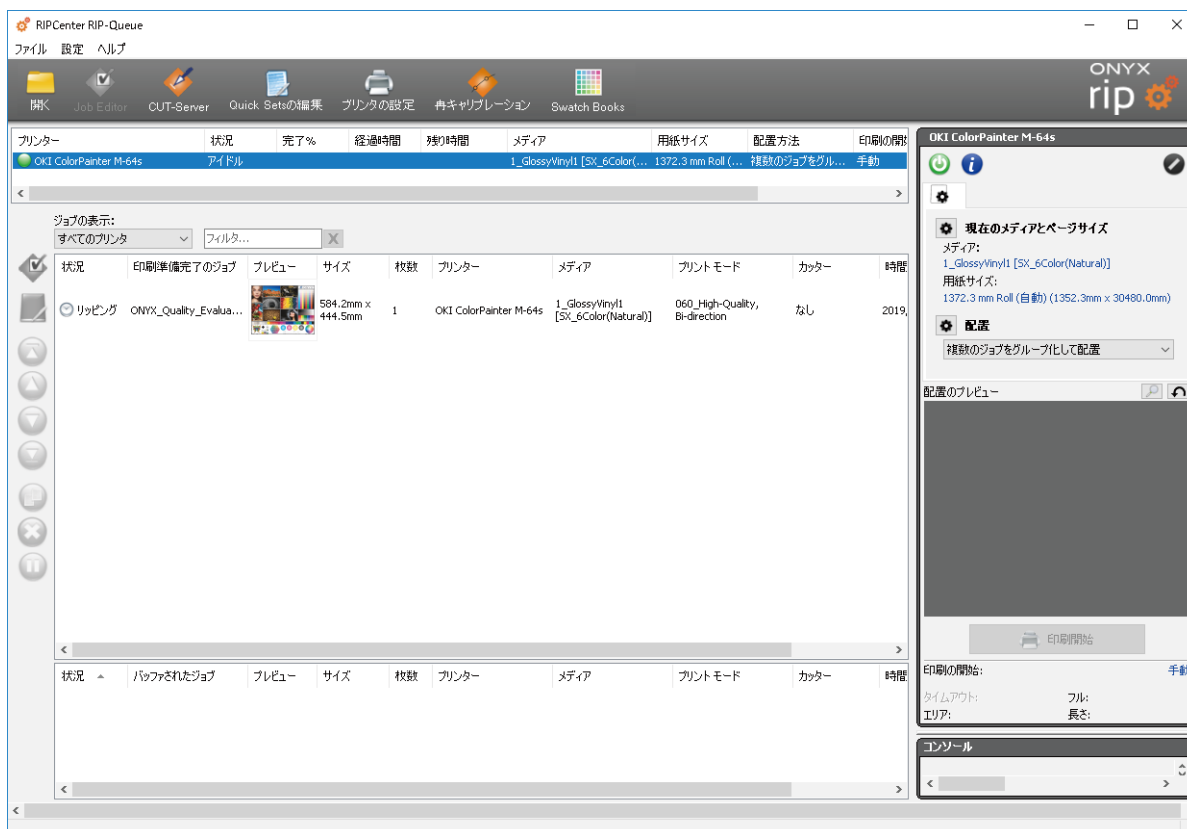 RIPCenter RIP-Queue
ファイル 設定 ヘルプ
開く Job Editor CUT-Server Quick Setsの編集 プリンタの設定 再キャリブレーション Swatch Books
ONYX
rip
プリンター 状況 完了% 経過時間 残り時間 メディア 用紙サイズ 配置方法 印刷の開始
OKI ColorPainter M-64s アイドル 1_GlossyVinyl1 [SX_6Color(... 1372.3 mm Roll (... 複数のジョブをグル... 手動
ジョブの表示:
すべてのプリンタ フィルタ... X
状況 印刷準備完了のジョブ プレビュー サイズ 枚数 プリンター メディア プリントモード カッター 時間
リッピング ONYX_Quality_Evalua... 584.2mm x 444.5mm 1 OKI ColorPainter M-64s 1_GlossyVinyl1 [SX_6Color(Natural)] 060_High-Quality, Bi-direction なし 2019,
状況 バッファされたジョブ プレビュー サイズ 枚数 プリンター メディア プリントモード カッター 時間
OKI ColorPainter M-64s
現在のメディアとページサイズ
メディア:
1_GlossyVinyl1 [SX_6Color(Natural)]
用紙サイズ:
1372.3 mm Roll (自動) (1352.3mm x 30480.0mm)
配置
複数のジョブをグループ化して配置
配置のプレビュー
印刷開始
印刷の開始: 手動
タイムアウト: フル:
エリア: 長さ:
コンソール